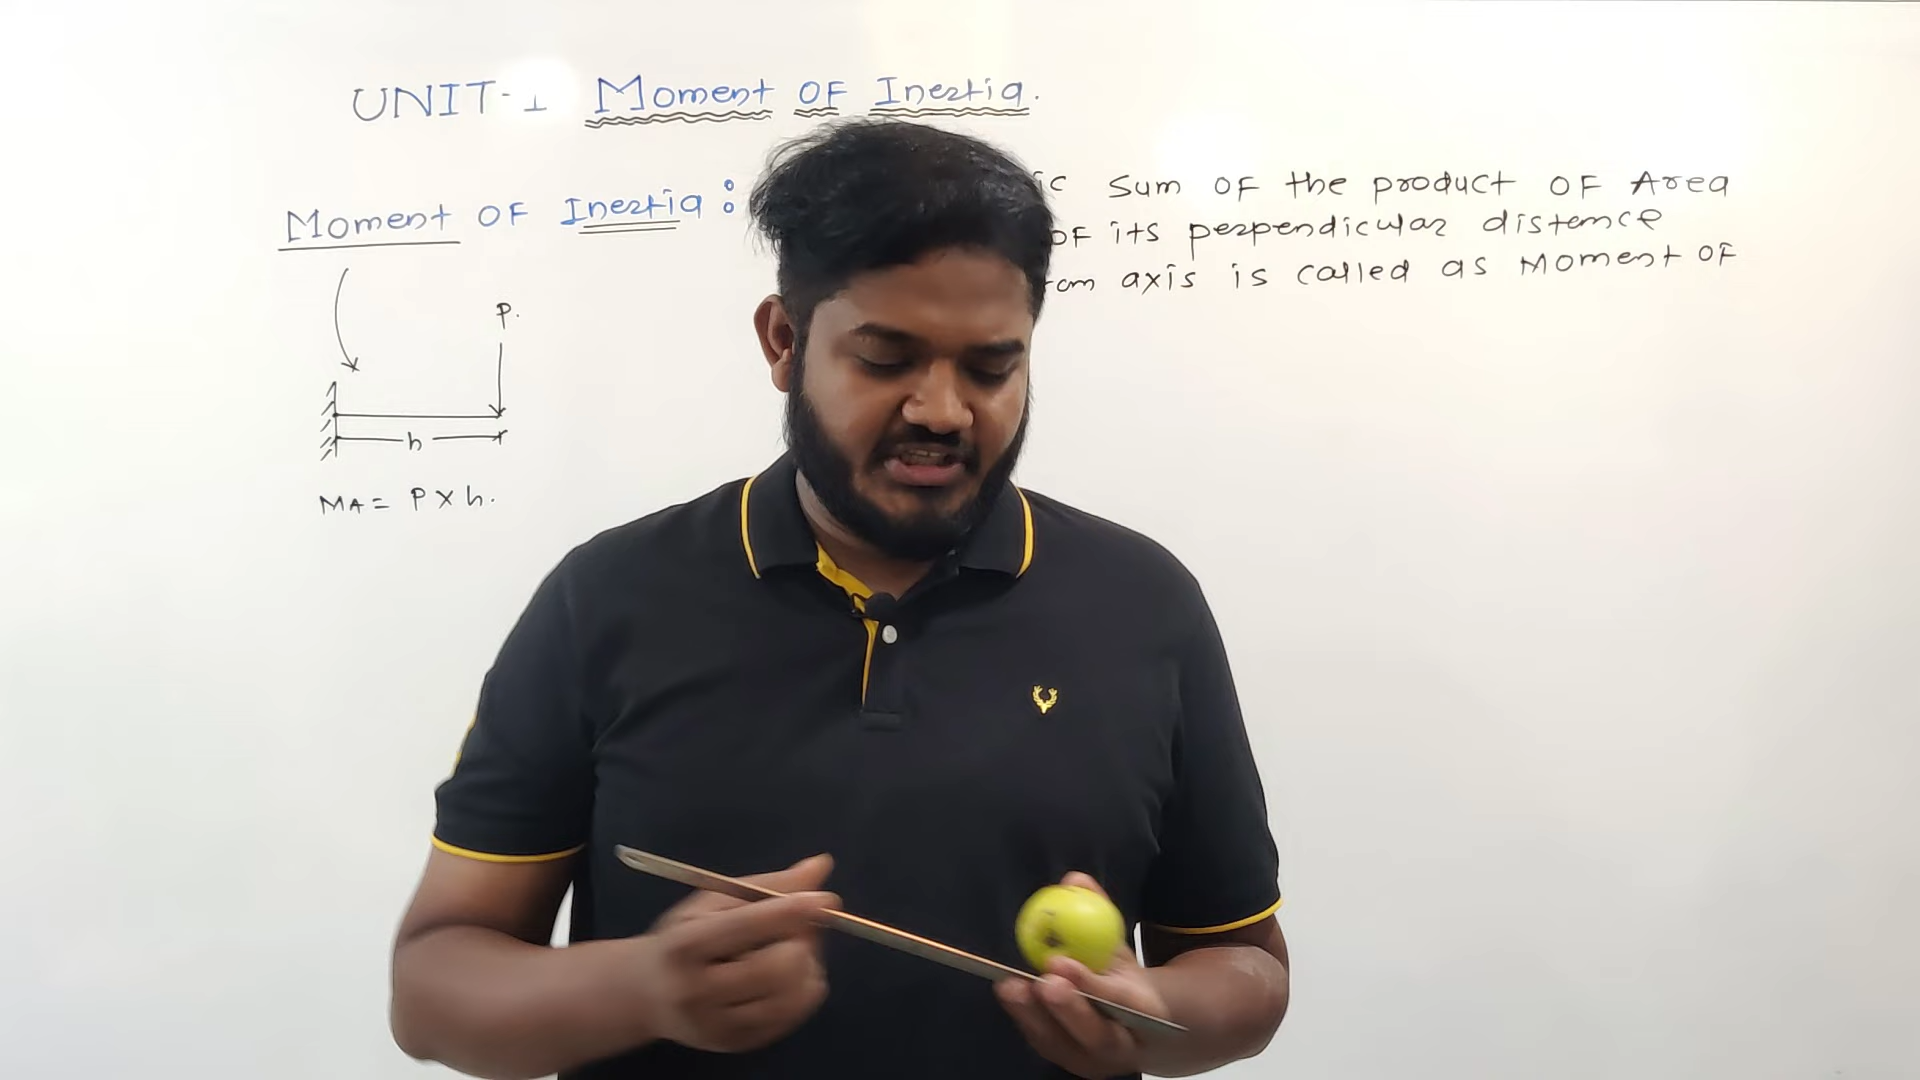 UNIT-1 Moment OF Inertia.
Moment OF Inertia :
Sum OF the product OF Area
OF its perpendicular distance
axis is called as Moment OF
P.
h
MA = P X h.